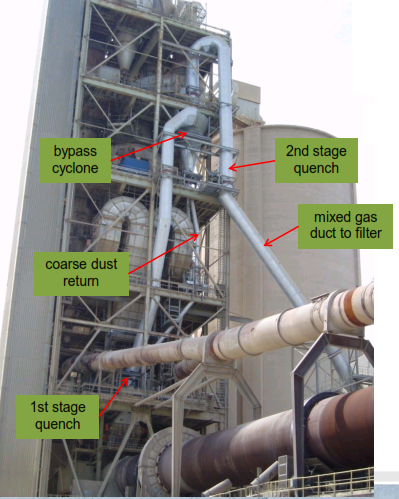 bypass
cyclone
2nd stage
quench
mixed gas
duct to filter
coarse dust
return
1st stage
quench